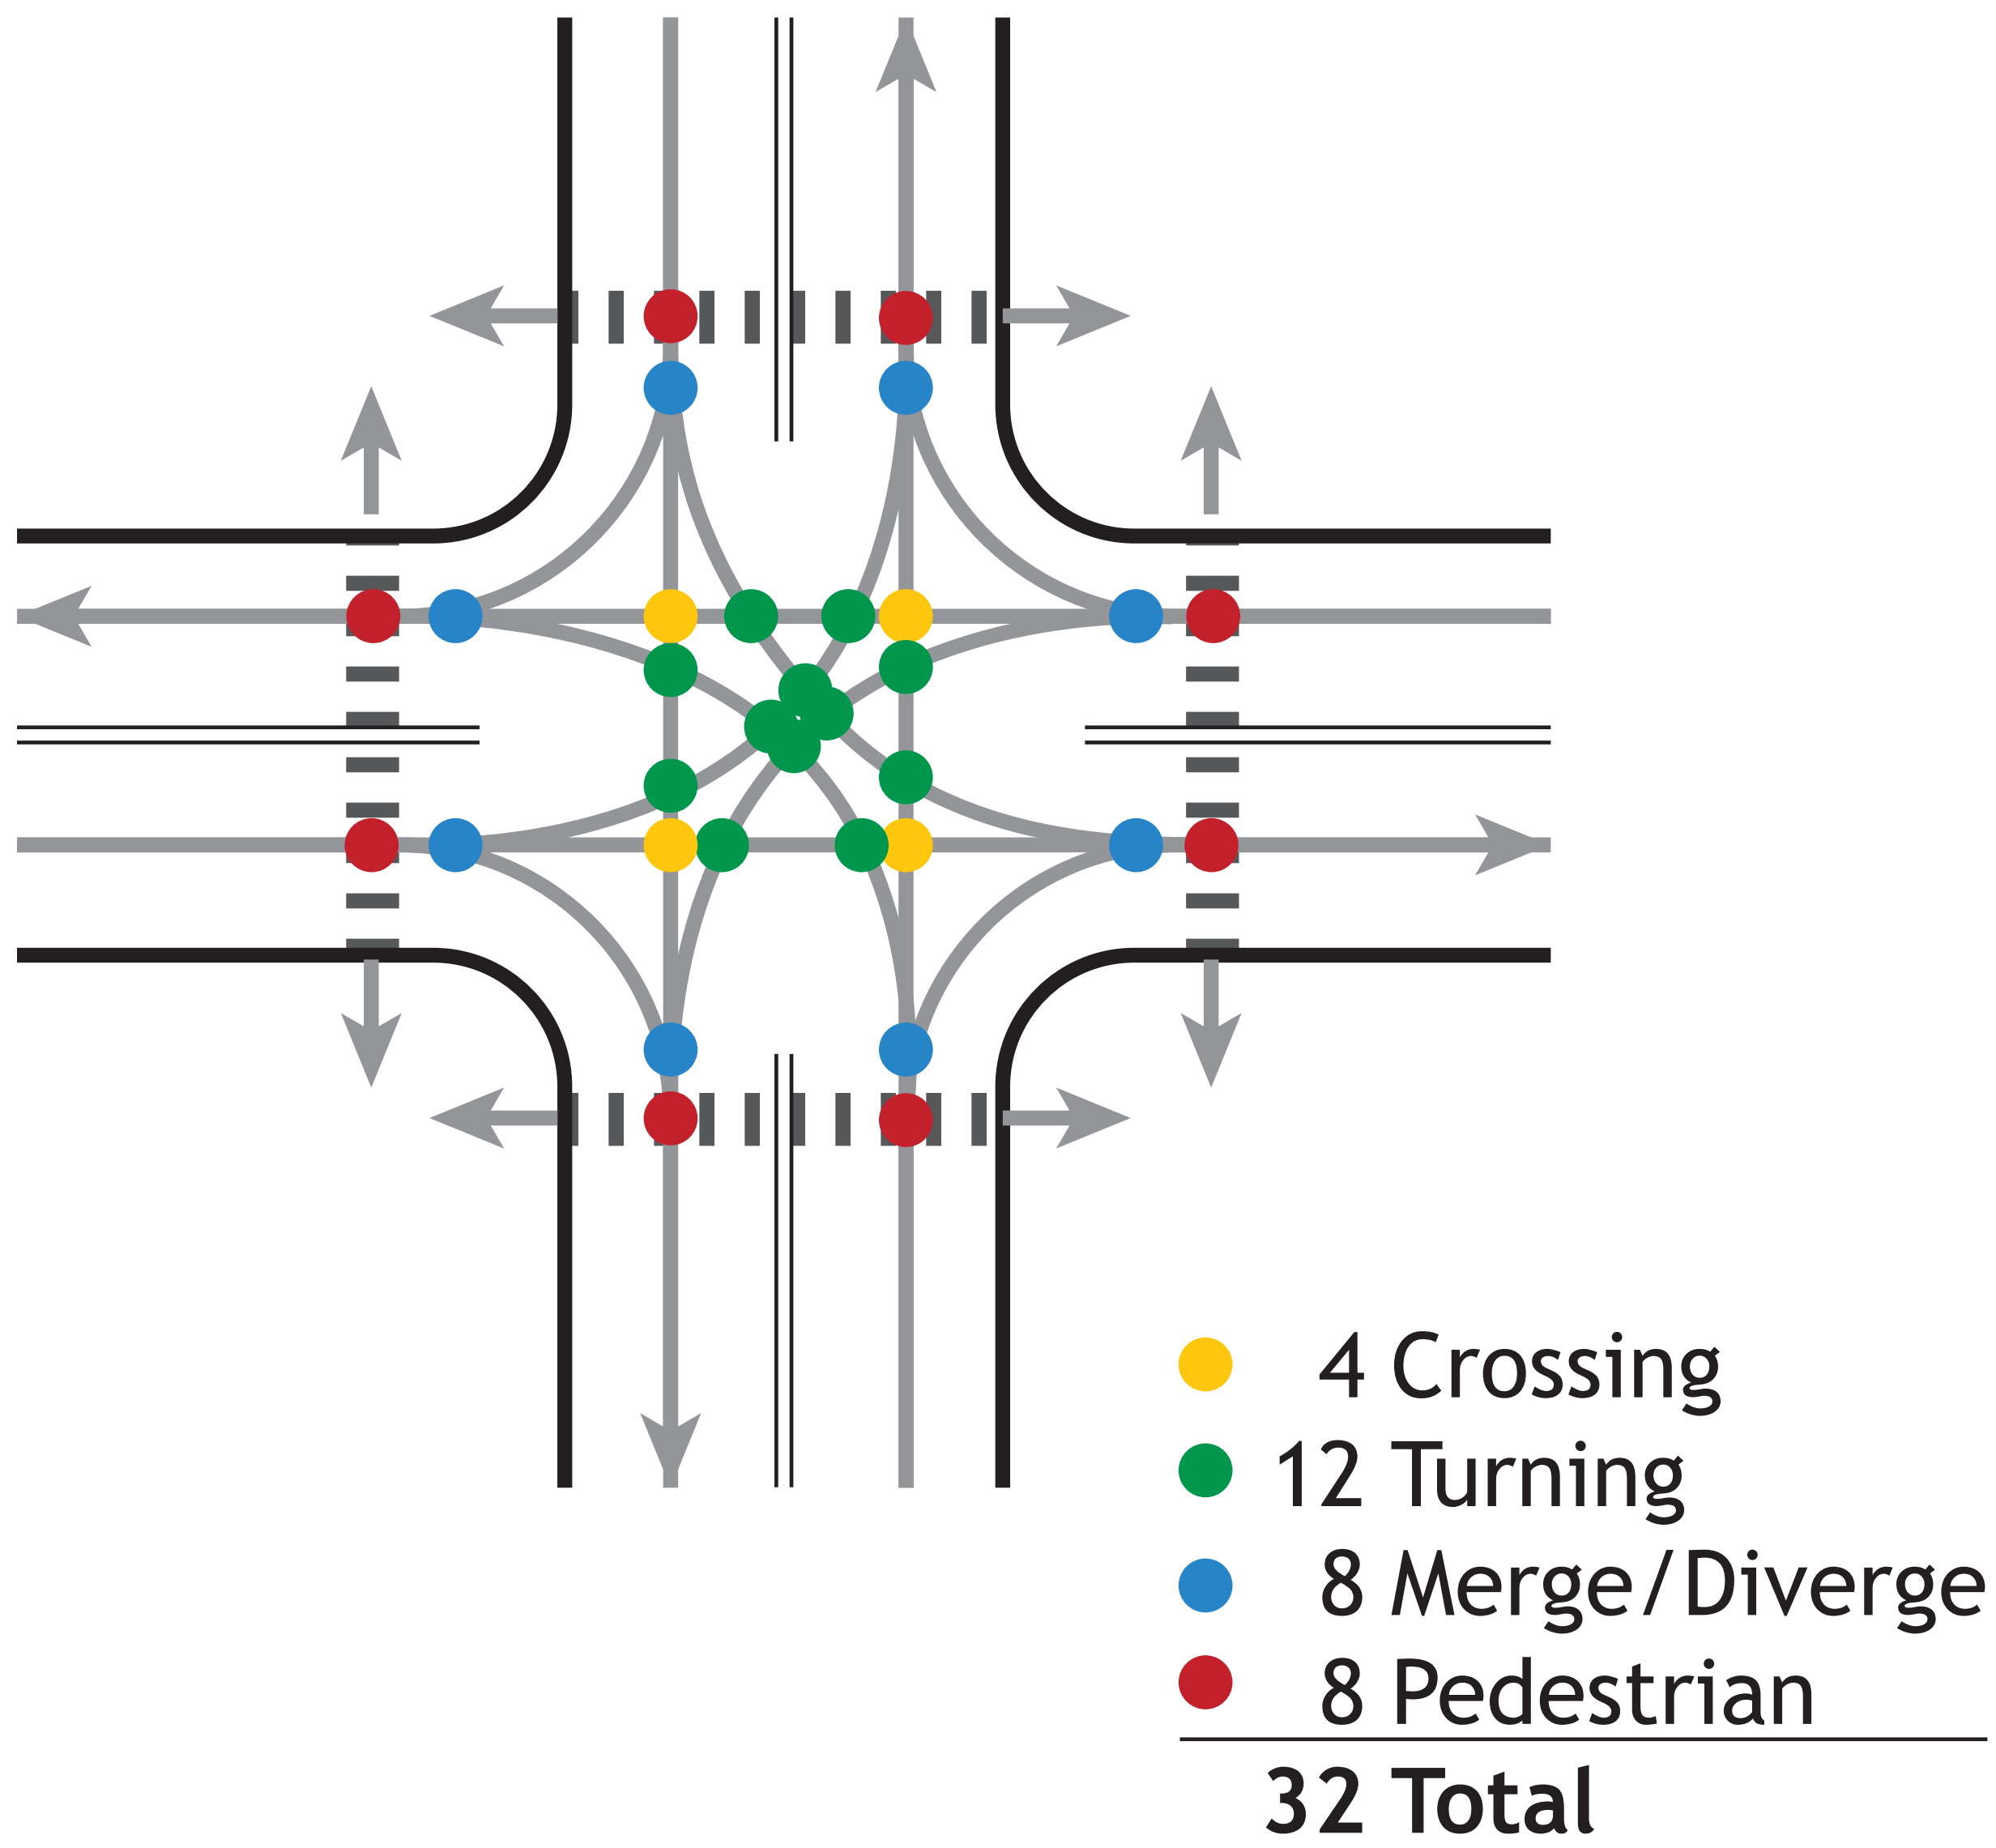 4 Crossing
12 Turning
8 Merge/Diverge
8 Pedestrian
32 Total